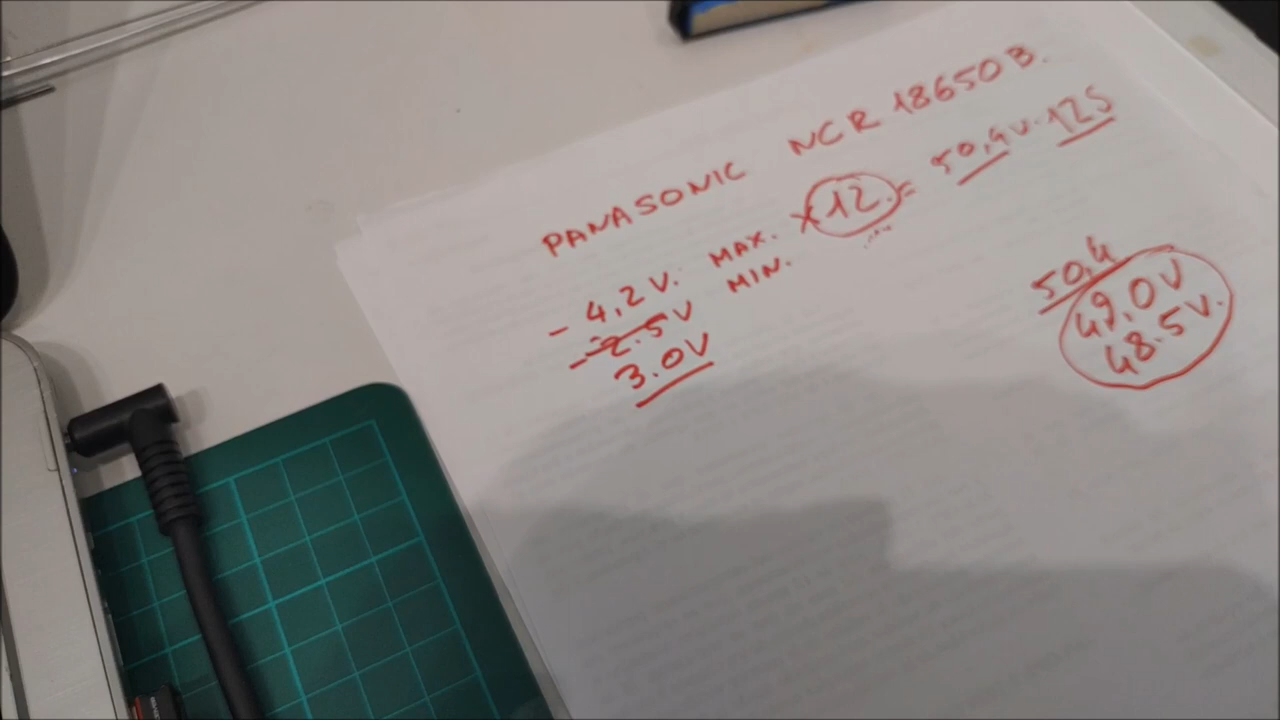 PANASONIC NCR 18650B.
- 4,2 V. MAX. x12. = 50,4V. 12S
- 2.5V MIN.
3.0V
50,4
49,0V
48.5V.